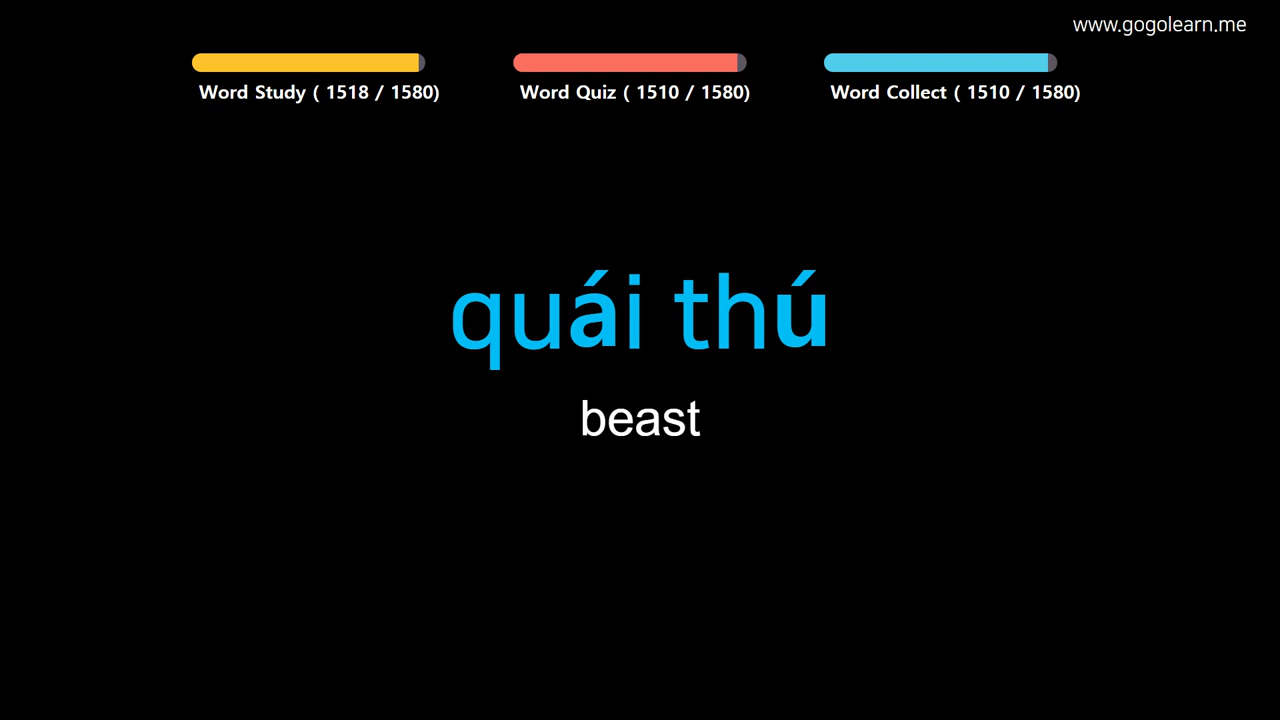 www.gogolearn.me
Word Study ( 1518 / 1580)
Word Quiz ( 1510 / 1580)
Word Collect ( 1510 / 1580)
quái thú
beast